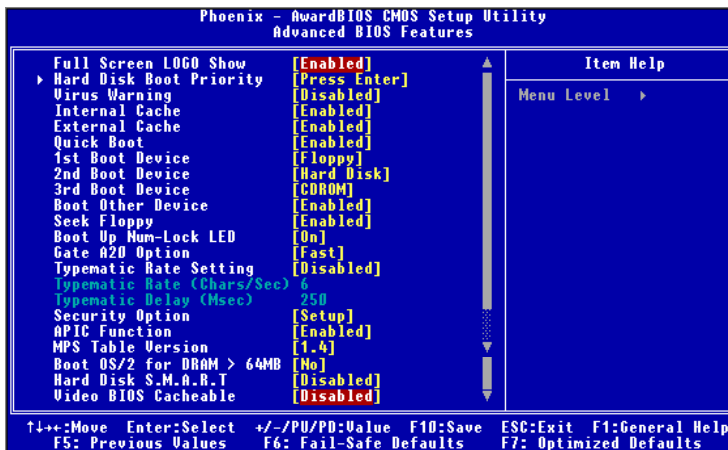 Phoenix - AwardBIOS CMOS Setup Utility
Advanced BIOS Features
Full Screen LOGO Show [Enabled]
Hard Disk Boot Priority [Press Enter]
Virus Warning [Disabled]
Internal Cache [Enabled]
External Cache [Enabled]
Quick Boot [Enabled]
1st Boot Device [Floppy]
2nd Boot Device [Hard Disk]
3rd Boot Device [CDROM]
Boot Other Device [Enabled]
Seek Floppy [Enabled]
Boot Up Num-Lock LED [On]
Gate A20 Option [Fast]
Typematic Rate Setting [Disabled]
Typematic Rate (Chars/Sec) 6
Typematic Delay (Msec) 250
Security Option [Setup]
APIC Function [Enabled]
MPS Table Version [1.4]
Boot OS/2 for DRAM > 64MB [No]
Hard Disk S.M.A.R.T [Disabled]
Video BIOS Cacheable [Disabled]
Item Help
Menu Level
↑↓→←:Move Enter:Select +/-/PU/PD:Value F10:Save ESC:Exit F1:General Help
F5: Previous Values F6: Fail-Safe Defaults F7: Optimized Defaults